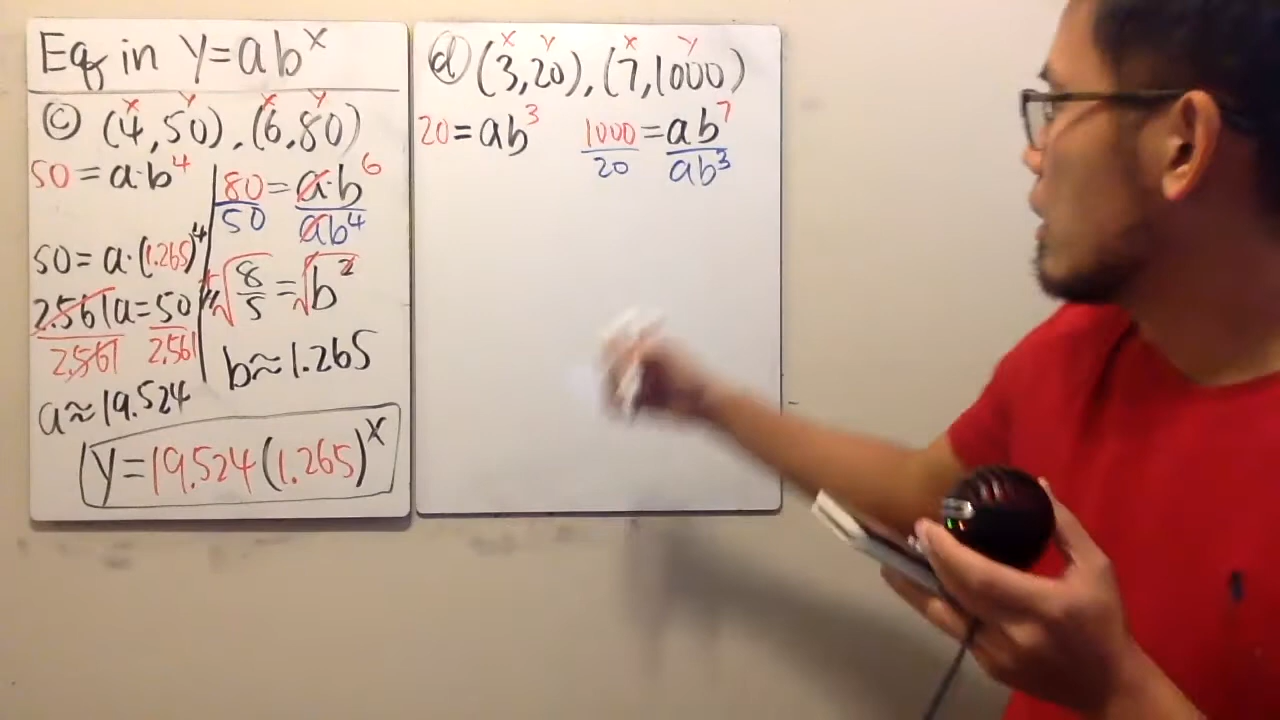 Eq in y=ab^x
x y x y
ⓒ (4,50), (6,80)
50 = a·b^4
80/50 = a·b^6/ab^4
50 = a·(1.265)^4
√8/5 = √b^2
2.561a = 50
2.561 2.561
b≈1.265
a≈19.524
y=19.524(1.265)^x
x y x y
ⓓ (3,20), (7,1000)
20 = ab^3
1000/20 = ab^7/ab^3